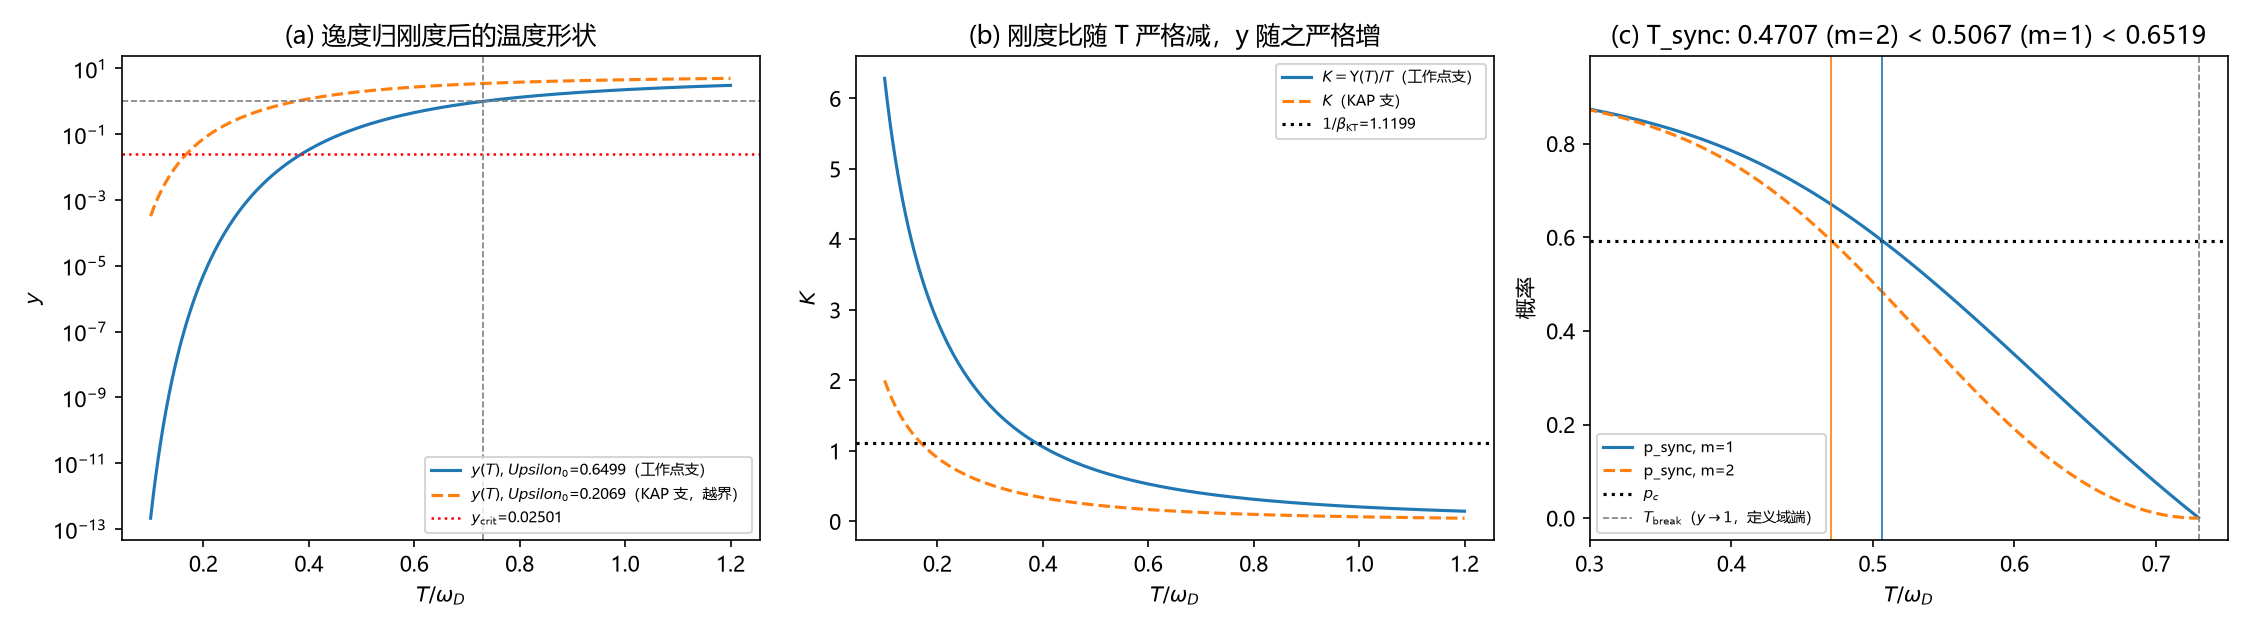 (a) 逸度归刚度后的温度形状
y
10¹
10⁻¹
10⁻³
10⁻⁵
10⁻⁷
10⁻⁹
10⁻¹¹
10⁻¹³
0.2 0.4 0.6 0.8 1.0 1.2
T/ω_D
y(T), Upsilon₀=0.6499（工作点支）
y(T), Upsilon₀=0.2069（KAP 支，越界）
y_crit=0.02501
(b) 刚度比随 T 严格减，y 随之严格增
K
6
5
4
3
2
1
0
0.2 0.4 0.6 0.8 1.0 1.2
T/ω_D
K = Υ(T)/T（工作点支）
K（KAP 支）
1/β_KT=1.1199
(c) T_sync: 0.4707 (m=2) < 0.5067 (m=1) < 0.6519
概率
0.8
0.6
0.4
0.2
0.0
0.3 0.4 0.5 0.6 0.7
T/ω_D
p_sync, m=1
p_sync, m=2
p_c
T_break（y→1，定义域端）